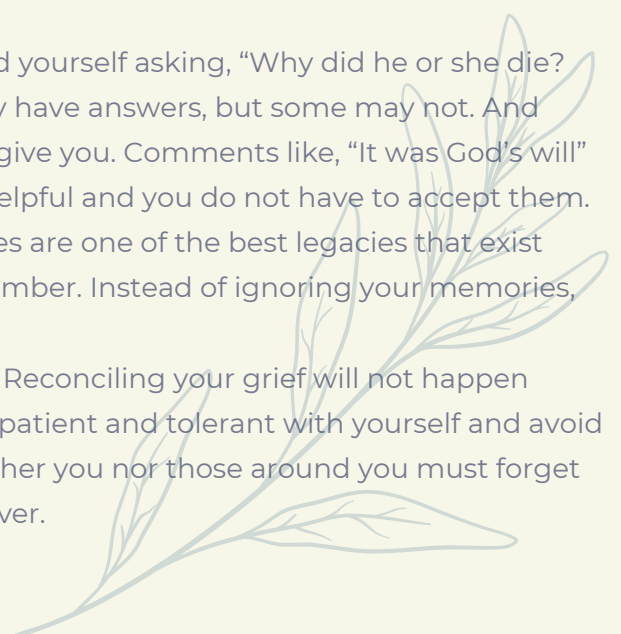 d yourself asking, “Why did he or she die?
y have answers, but some may not. And
give you. Comments like, “It was God’s will”
elpful and you do not have to accept them.
es are one of the best legacies that exist
mber. Instead of ignoring your memories,
Reconciling your grief will not happen
patient and tolerant with yourself and avoid
her you nor those around you must forget
ver.